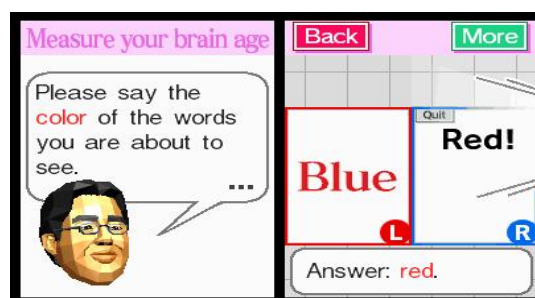 Measure your brain age
Please say the
color of the words
you are about to
see.
...
Back
More
Quit
Blue
Red!
L
R
Answer: red.